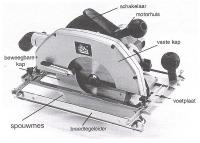 schakelaar
motorhuis
vaste kap
beweegbare
kap
voetplaat
spouwmes
breedtegeleider